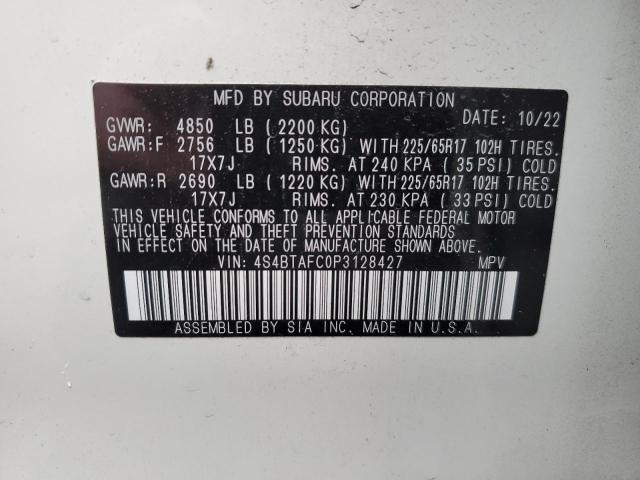 MFD BY SUBARU CORPORATION
DATE: 10/22
GVWR: 4850 LB (2200 KG)
GAWR:F 2756 LB (1250 KG) WITH 225/65R17 102H TIRES.
17X7J RIMS. AT 240 KPA (35 PSI) COLD
GAWR:R 2690 LB (1220 KG) WITH 225/65R17 102H TIRES.
17X7J RIMS. AT 230 KPA (33 PSI) COLD
THIS VEHICLE CONFORMS TO ALL APPLICABLE FEDERAL MOTOR
VEHICLE SAFETY AND THEFT PREVENTION STANDARDS
IN EFFECT ON THE DATE OF MANUFACTURE SHOWN ABOVE.
VIN: 4S4BTAFC0P3128427 MPV
ASSEMBLED BY SIA INC. MADE IN U.S.A.